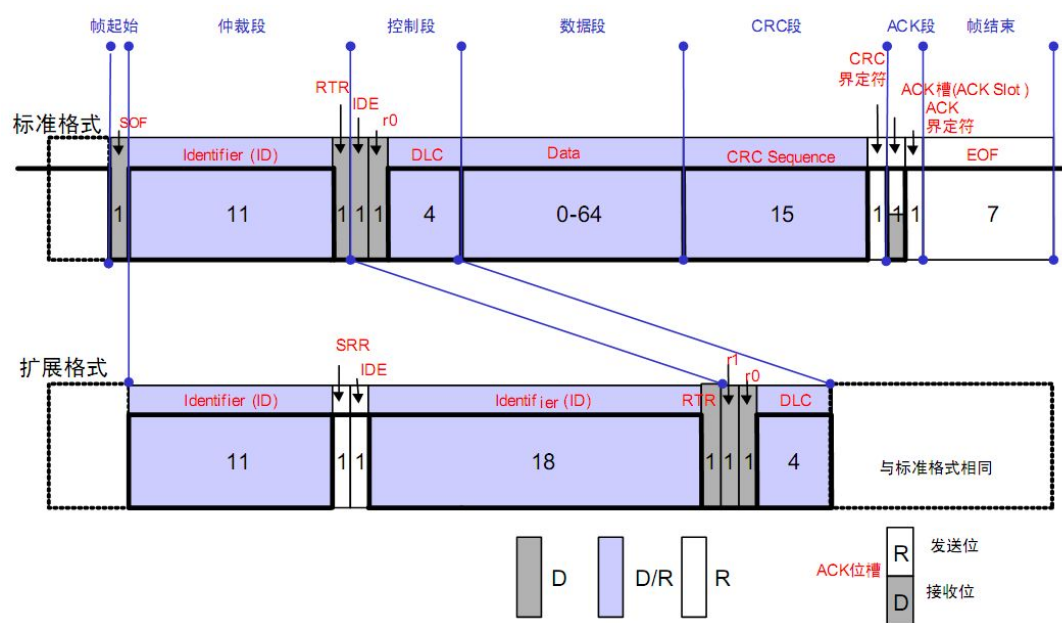 帧起始 仲裁段 控制段 数据段 CRC段 ACK段 帧结束
RTR
IDE
r0
CRC
界定符
ACK槽(ACK Slot)
ACK
界定符
标准格式
SOF
Identifier (ID) DLC Data CRC Sequence EOF
1 11 1 1 1 4 0-64 15 1 1 1 7
扩展格式
SRR
IDE
r1
r0
Identifier (ID) Identifier (ID) RTR DLC
11 1 1 18 1 1 1 4 与标准格式相同
D D/R R
ACK位槽
R 发送位
D 接收位